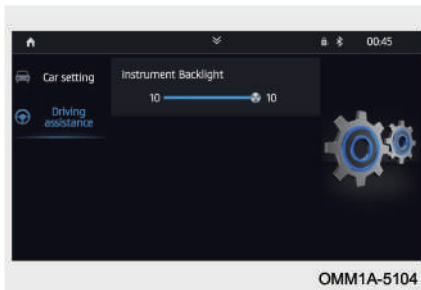 00:45
Car setting
Instrument Backlight
10 10
Driving
assistance
OMM1A-5104